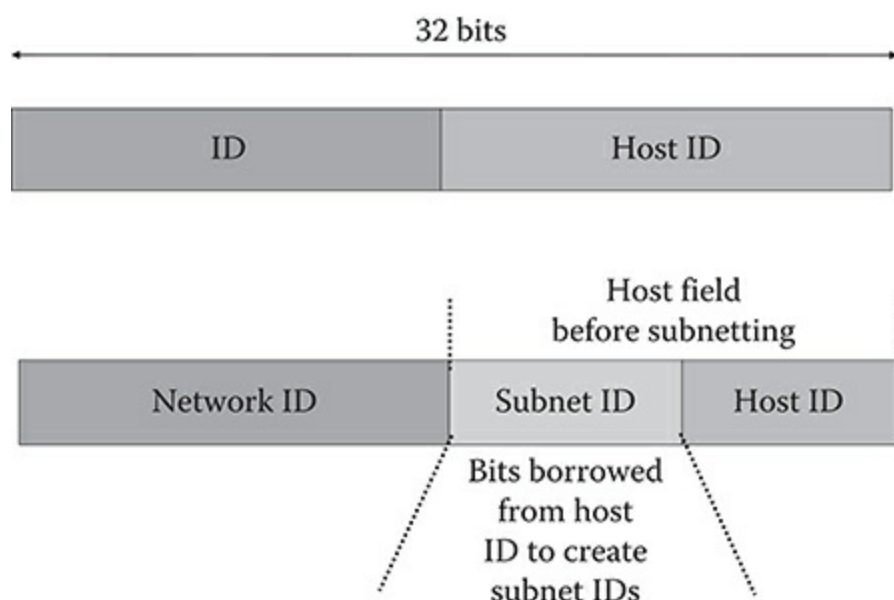 32 bits
ID
Host ID
Host field
before subnetting
Network ID
Subnet ID
Host ID
Bits borrowed
from host
ID to create
subnet IDs